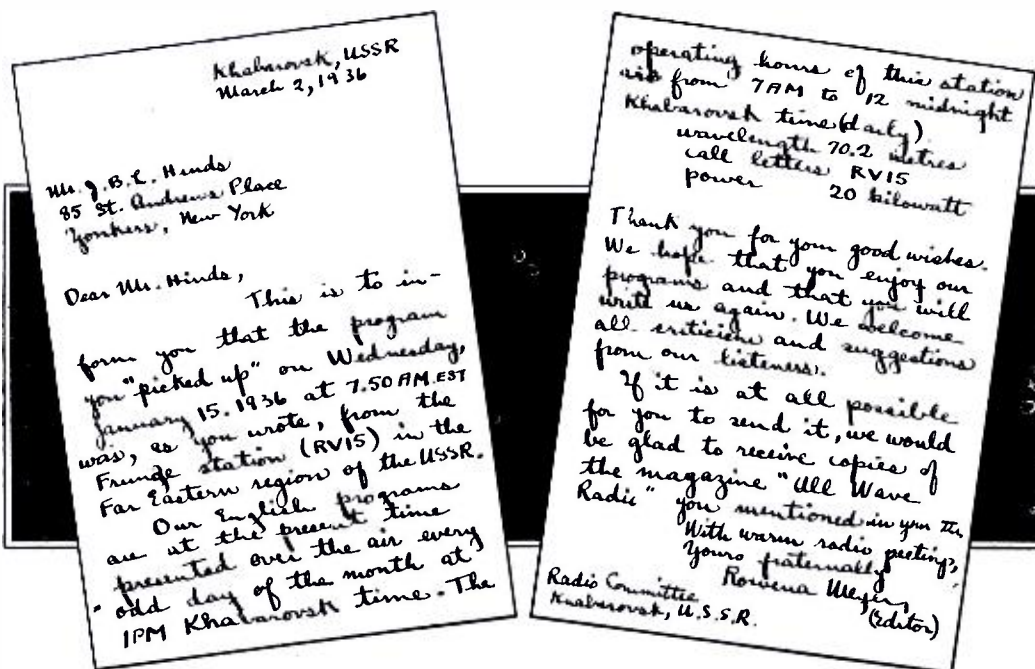 Khabarovsk, USSR
March 2, 1936
Mr. J.B.L. Hinds
85 St. Andrews Place
Yonkers, New York
Dear Mr. Hinds,
This is to in-
form you that the program
you "picked up" on Wednesday,
January 15. 1936 at 7.50 AM.EST
was, as you wrote, from the
Frunze station (RV15) in the
Far Eastern region of the USSR.
Our English programs
are at the present time
presented over the air every
odd day of the month at
1PM Khabarovsk time. The
operating hours of this station
are from 7AM to 12 midnight
Khabarovsk time (daily)
wavelength 70.2 metres
call letters RV15
power 20 kilowatt
Thank you for your good wishes.
We hope that you enjoy our
programs and that you will
write us again. We welcome
all criticism and suggestions
from our listeners.
If it is at all possible
for you to send it, we would
be glad to receive copies of
the magazine "All Wave
Radio" you mentioned in your
With warm radio greetings,
Yours fraternally
Rowena Meyer,
(Editor)
Radio Committee
Khabarovsk, U.S.S.R.